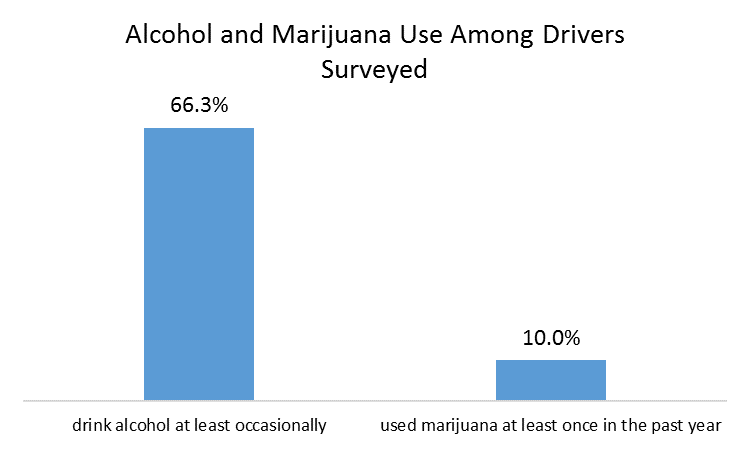 Alcohol and Marijuana Use Among Drivers
Surveyed
66.3%
10.0%
drink alcohol at least occasionally
used marijuana at least once in the past year